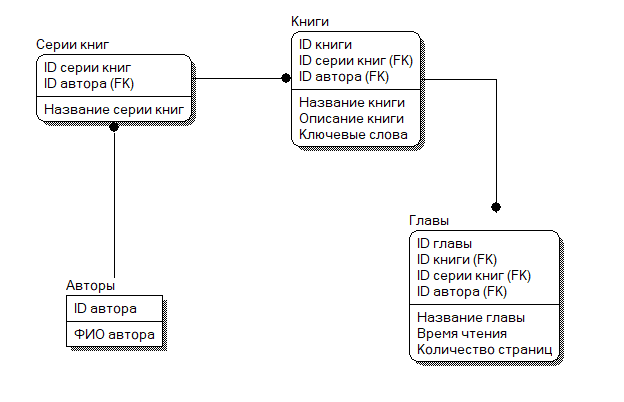 Серии книг
ID серии книг
ID автора (FK)
Название серии книг
Книги
ID книги
ID серии книг (FK)
ID автора (FK)
Название книги
Описание книги
Ключевые слова
Авторы
ID автора
ФИО автора
Главы
ID главы
ID книги (FK)
ID серии книг (FK)
ID автора (FK)
Название главы
Время чтения
Количество страниц